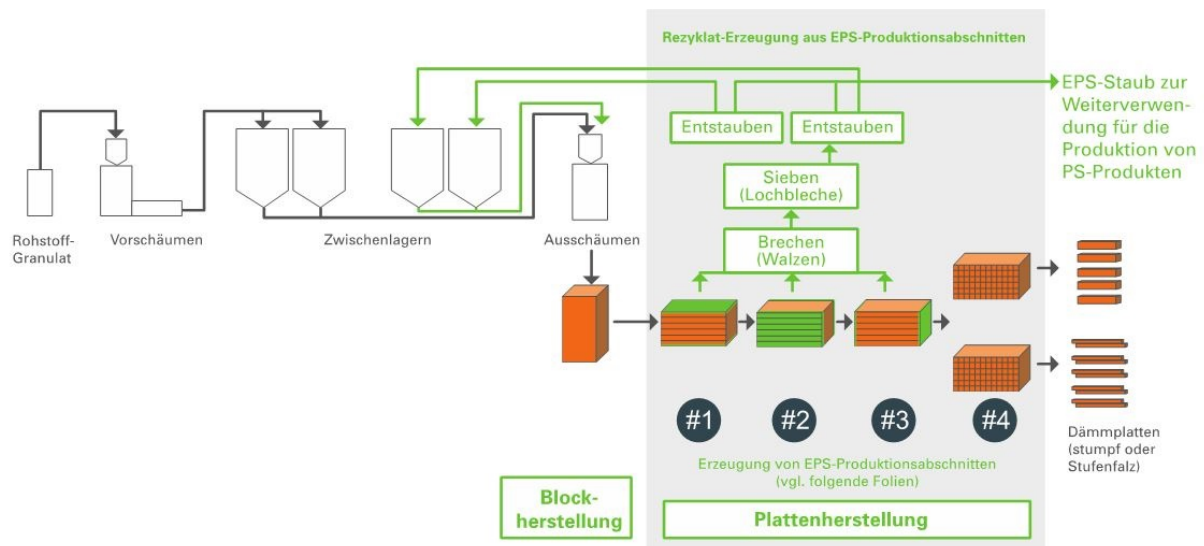 Rezyklat-Erzeugung aus EPS-Produktionsabschnitten
EPS-Staub zur
Weiterverwen-
dung für die
Produktion von
PS-Produkten
Entstauben
Entstauben
Sieben
(Lochbleche)
Brechen
(Walzen)
Rohstoff-
Granulat
Vorschäumen
Zwischenlagern
Ausschäumen
#1
#2
#3
#4
Dämmplatten
(stumpf oder
Stufenfalz)
Erzeugung von EPS-Produktionsabschnitten
(vgl. folgende Folien)
Block-
herstellung
Plattenherstellung